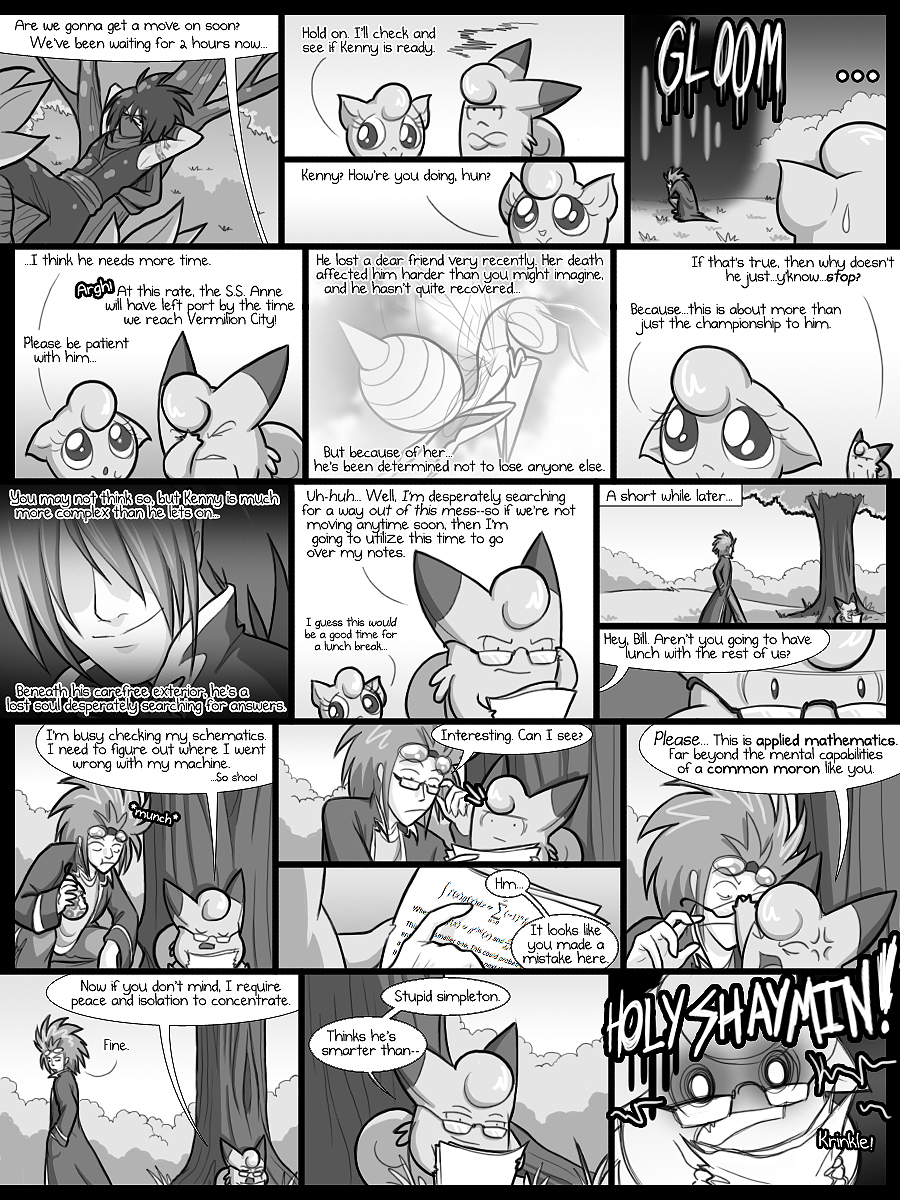 Are we gonna get a move on soon?
We've been waiting for 2 hours now...
Hold on. I'll check and
see if Kenny is ready.
Kenny? How're you doing, hun?
GLOOM
...
...I think he needs more time.
Argh!
At this rate, the S.S. Anne
will have left port by the time
we reach Vermilion City!
Please be patient
with him...
He lost a dear friend very recently. Her death
affected him harder than you might imagine,
and he hasn't quite recovered...
But because of her...
he's been determined not to lose anyone else.
If that's true, then why doesn't
he just...y'know...stop?
Because...this is about more than
just the championship to him.
You may not think so, but Kenny is much
more complex than he lets on...
Beneath his carefree exterior, he's a
lost soul desperately searching for answers.
Uh-huh... Well, I'm desperately searching
for a way out of this mess--so if we're not
moving anytime soon, then I'm
going to utilize this time to go
over my notes.
I guess this would
be a good time for
a lunch break...
A short while later...
Hey, Bill. Aren't you going to have
lunch with the rest of us?
I'm busy checking my schematics.
I need to figure out where I went
wrong with my machine.
...So shoo!
*munch*
Interesting. Can I see?
Hm...
It looks like
you made a
mistake here.
Please... This is applied mathematics.
Far beyond the mental capabilities
of a common moron like you.
Now if you don't mind, I require
peace and isolation to concentrate.
Fine.
Stupid simpleton.
Thinks he's
smarter than--
HOLY SHAYMIN!
Krinkle!